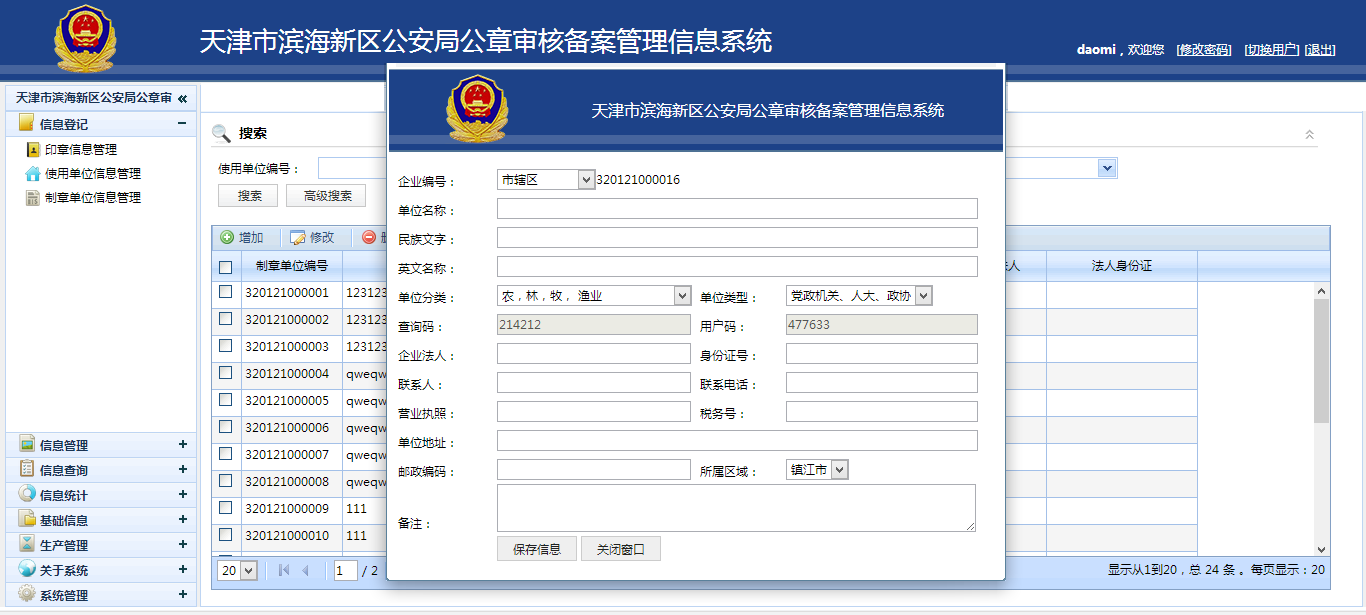 天津市滨海新区公安局公章审核备案管理信息系统
daomi，欢迎您 [修改密码] [切换用户] [退出]
天津市滨海新区公安局公章审
信息登记
印章信息管理
使用单位信息管理
制章单位信息管理
信息管理
信息查询
信息统计
基础信息
生产管理
关于系统
系统管理
搜索
使用单位编号：
搜索 高级搜索
增加 修改
制章单位编号 法人身份证
320121000001 123123
320121000002 123123
320121000003 123123
320121000004 qweqw
320121000005 qweqw
320121000006 qweqw
320121000007 qweqw
320121000008 qweqw
320121000009 111
320121000010 111
20 1 / 2 显示从1到20，总 24 条 。每页显示：20
天津市滨海新区公安局公章审核备案管理信息系统
企业编号： 市辖区 320121000016
单位名称：
民族文字：
英文名称：
单位分类： 农，林，牧， 渔业 单位类型： 党政机关、人大、政协
查询码： 214212 用户码： 477633
企业法人： 身份证号：
联系人： 联系电话：
营业执照： 税务号：
单位地址：
邮政编码： 所属区域： 镇江市
备注：
保存信息 关闭窗口